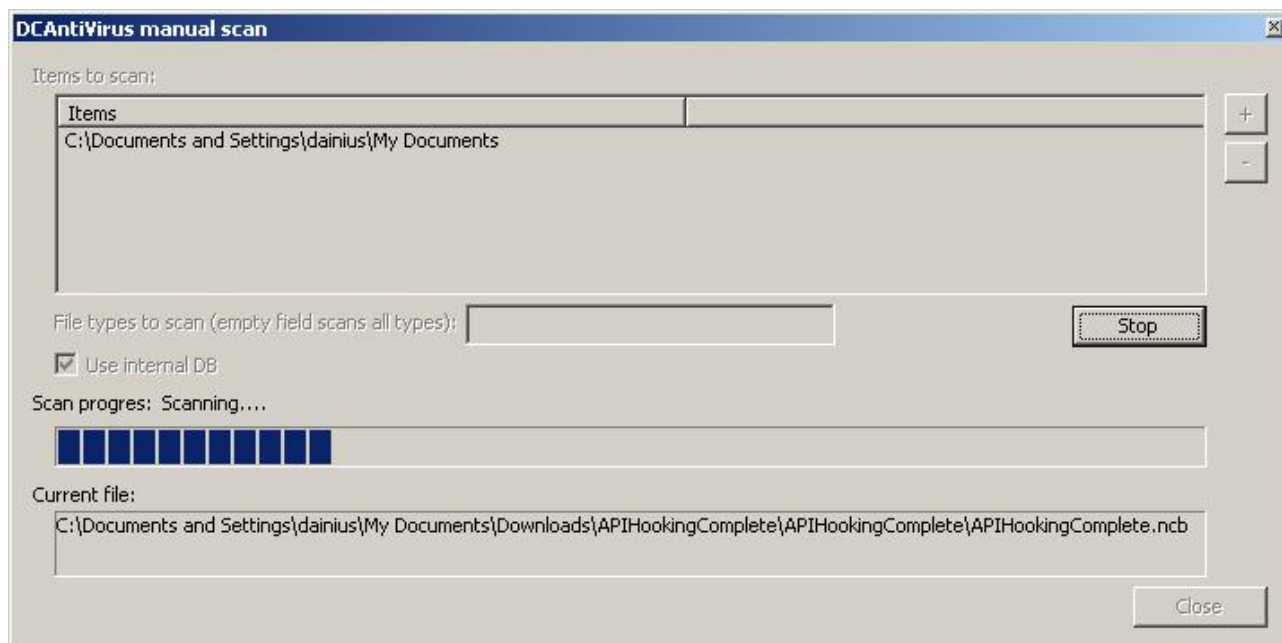 DCAntiVirus manual scan
Items to scan:
Items
+
C:\Documents and Settings\dainius\My Documents
-
File types to scan (empty field scans all types):
Stop
Use internal DB
Scan progres: Scanning....
Current file:
C:\Documents and Settings\dainius\My Documents\Downloads\APIHookingComplete\APIHookingComplete\APIHookingComplete.ncb
Close